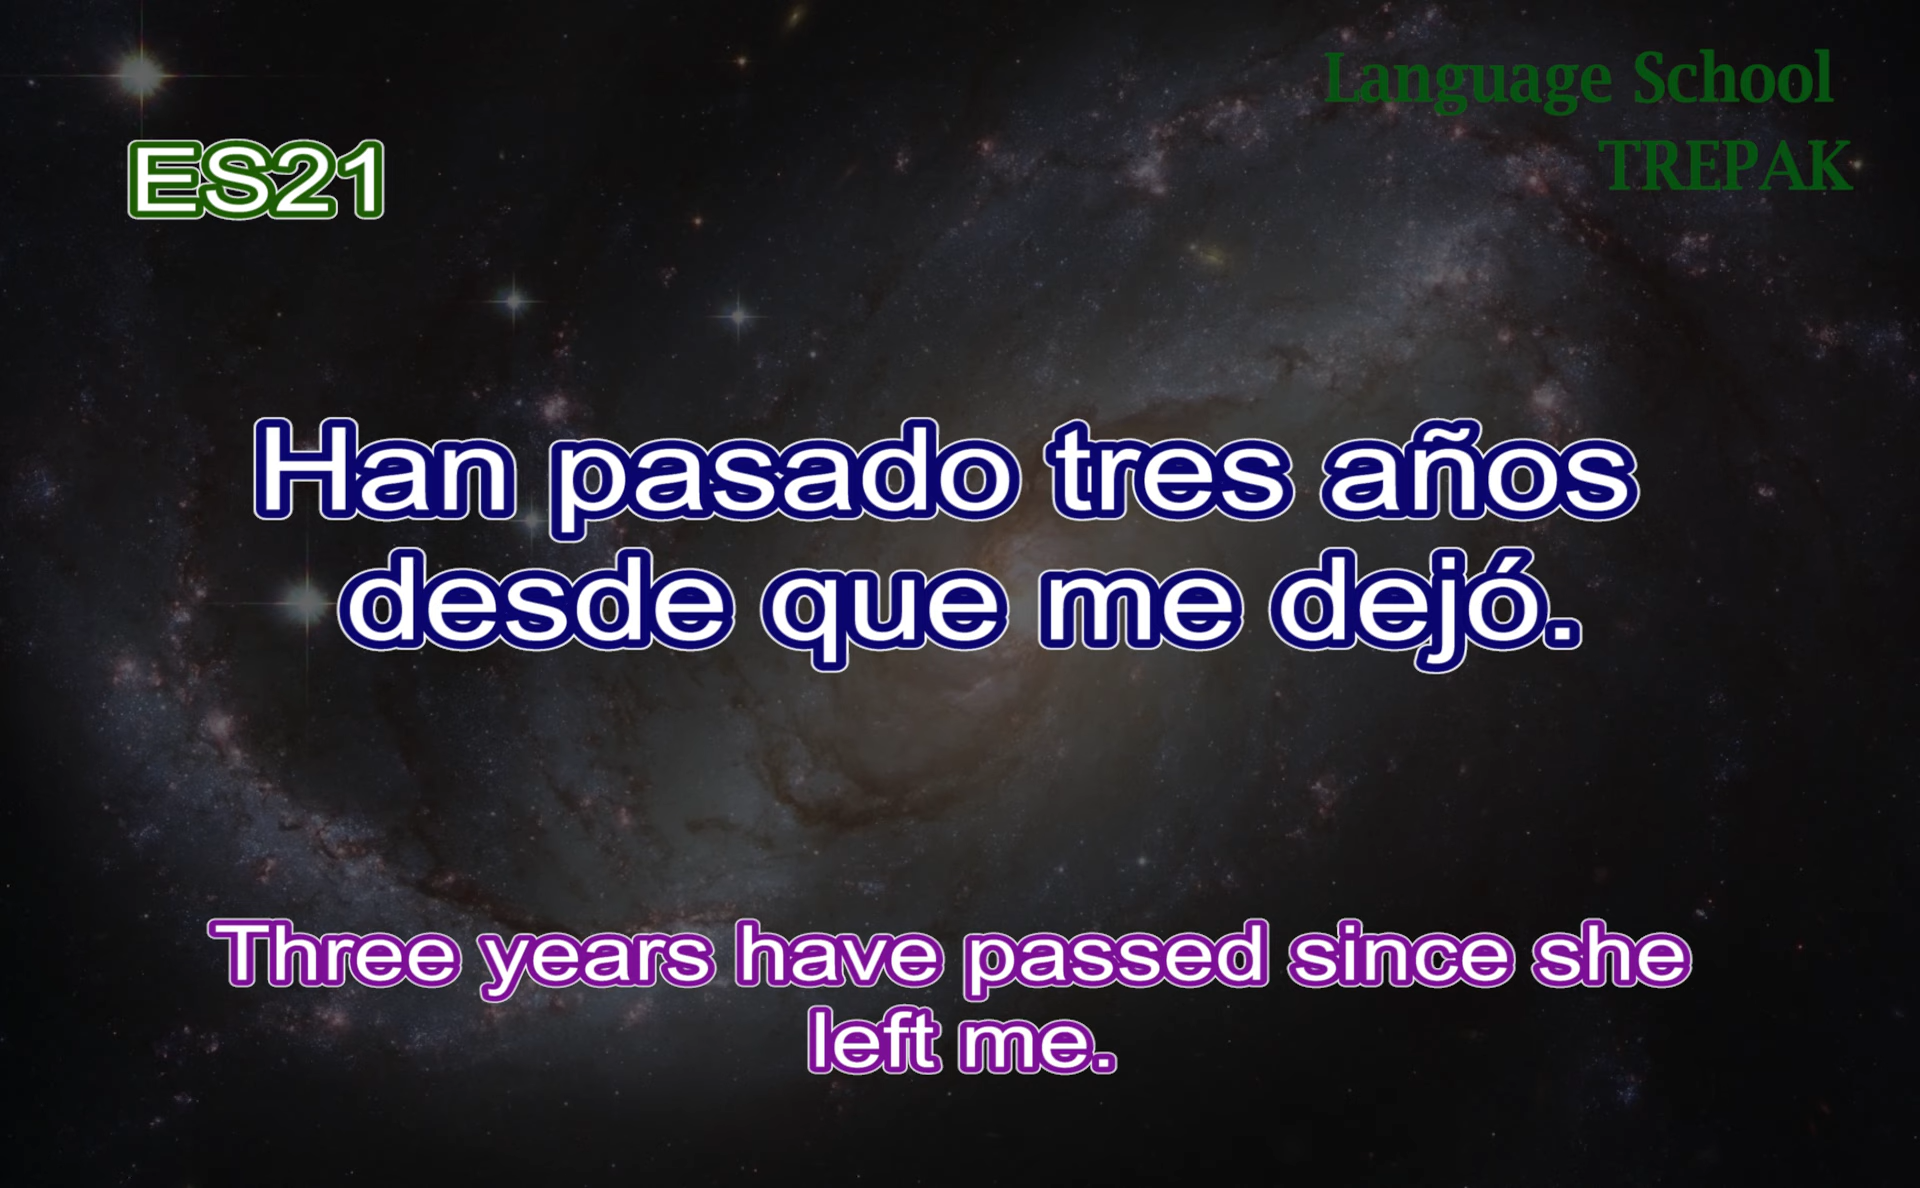 Language School
TREPAK
ES21
Han pasado tres años
desde que me dejó.
Three years have passed since she
left me.